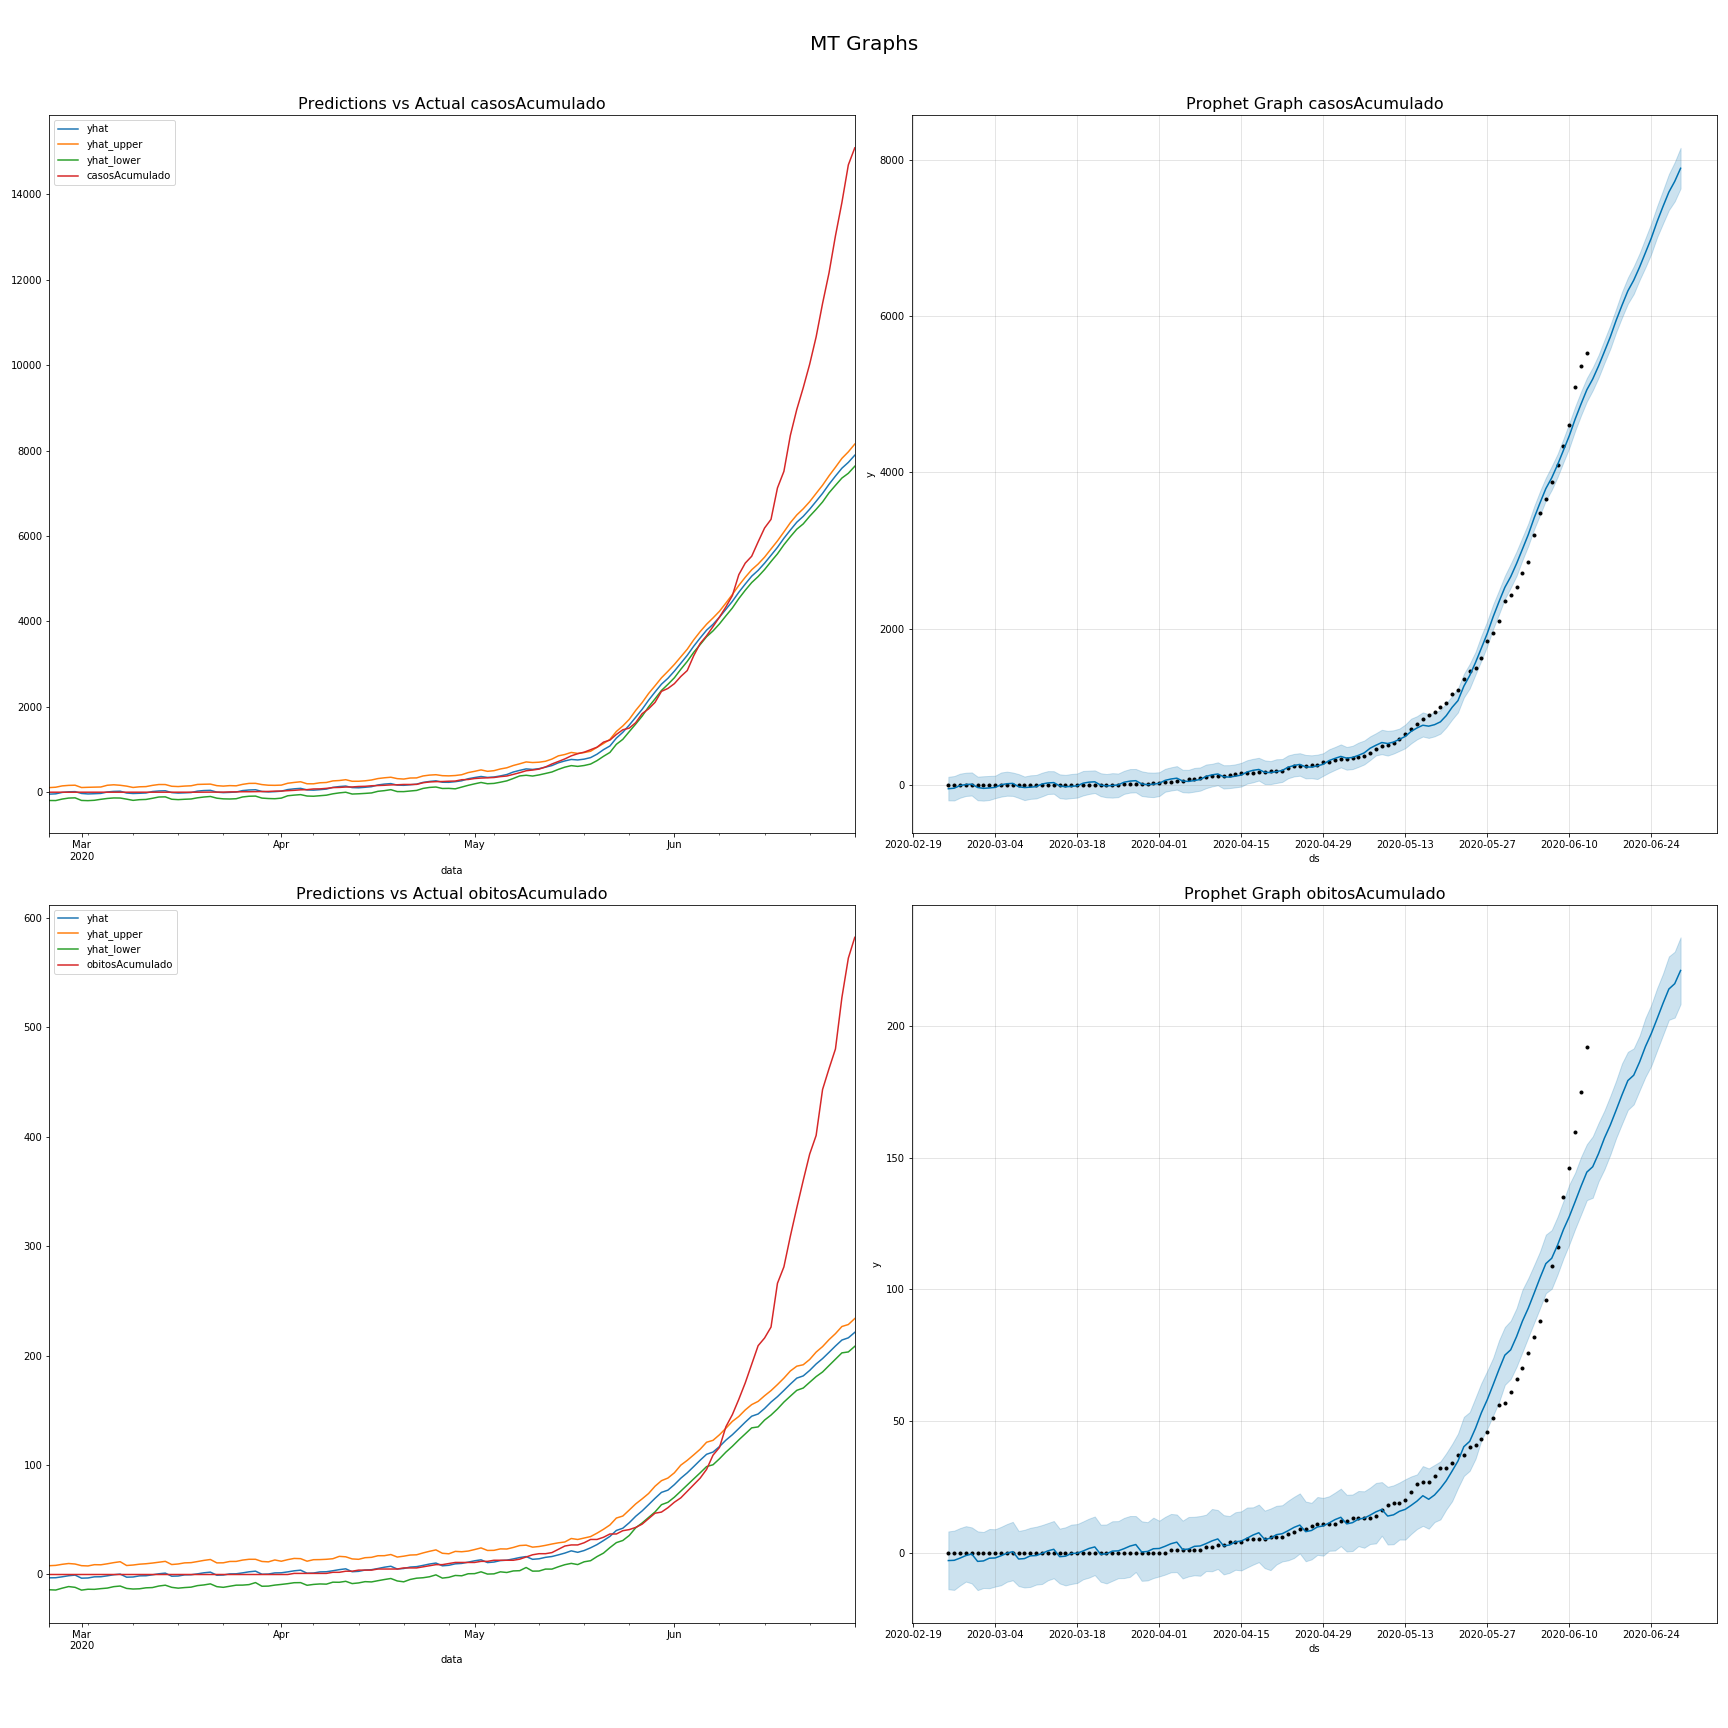 MT Graphs
Predictions vs Actual casosAcumulado
yhat
yhat_upper
yhat_lower
casosAcumulado
14000
12000
10000
8000
6000
4000
2000
0
Mar
2020
Apr
May
Jun
data
Prophet Graph casosAcumulado
8000
6000
4000
2000
0
y
2020-02-19 2020-03-04 2020-03-18 2020-04-01 2020-04-15 2020-04-29 2020-05-13 2020-05-27 2020-06-10 2020-06-24
ds
Predictions vs Actual obitosAcumulado
yhat
yhat_upper
yhat_lower
obitosAcumulado
600
500
400
300
200
100
0
Mar
2020
Apr
May
Jun
data
Prophet Graph obitosAcumulado
200
150
100
50
0
y
2020-02-19 2020-03-04 2020-03-18 2020-04-01 2020-04-15 2020-04-29 2020-05-13 2020-05-27 2020-06-10 2020-06-24
ds